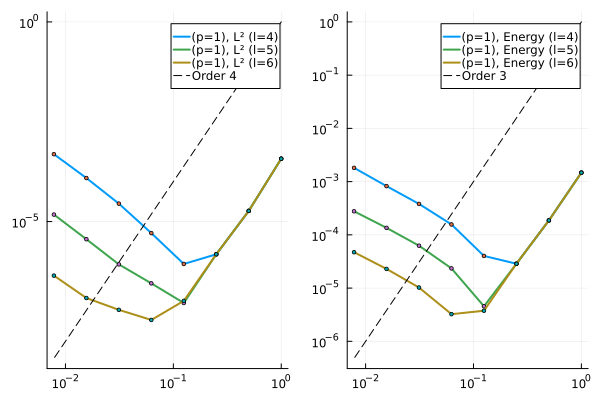 10⁰
10⁻⁵
10⁻² 10⁻¹ 10⁰
(p=1), L² (l=4)
(p=1), L² (l=5)
(p=1), L² (l=6)
Order 4
10⁰
10⁻¹
10⁻²
10⁻³
10⁻⁴
10⁻⁵
10⁻⁶
10⁻² 10⁻¹ 10⁰
(p=1), Energy (l=4)
(p=1), Energy (l=5)
(p=1), Energy (l=6)
Order 3